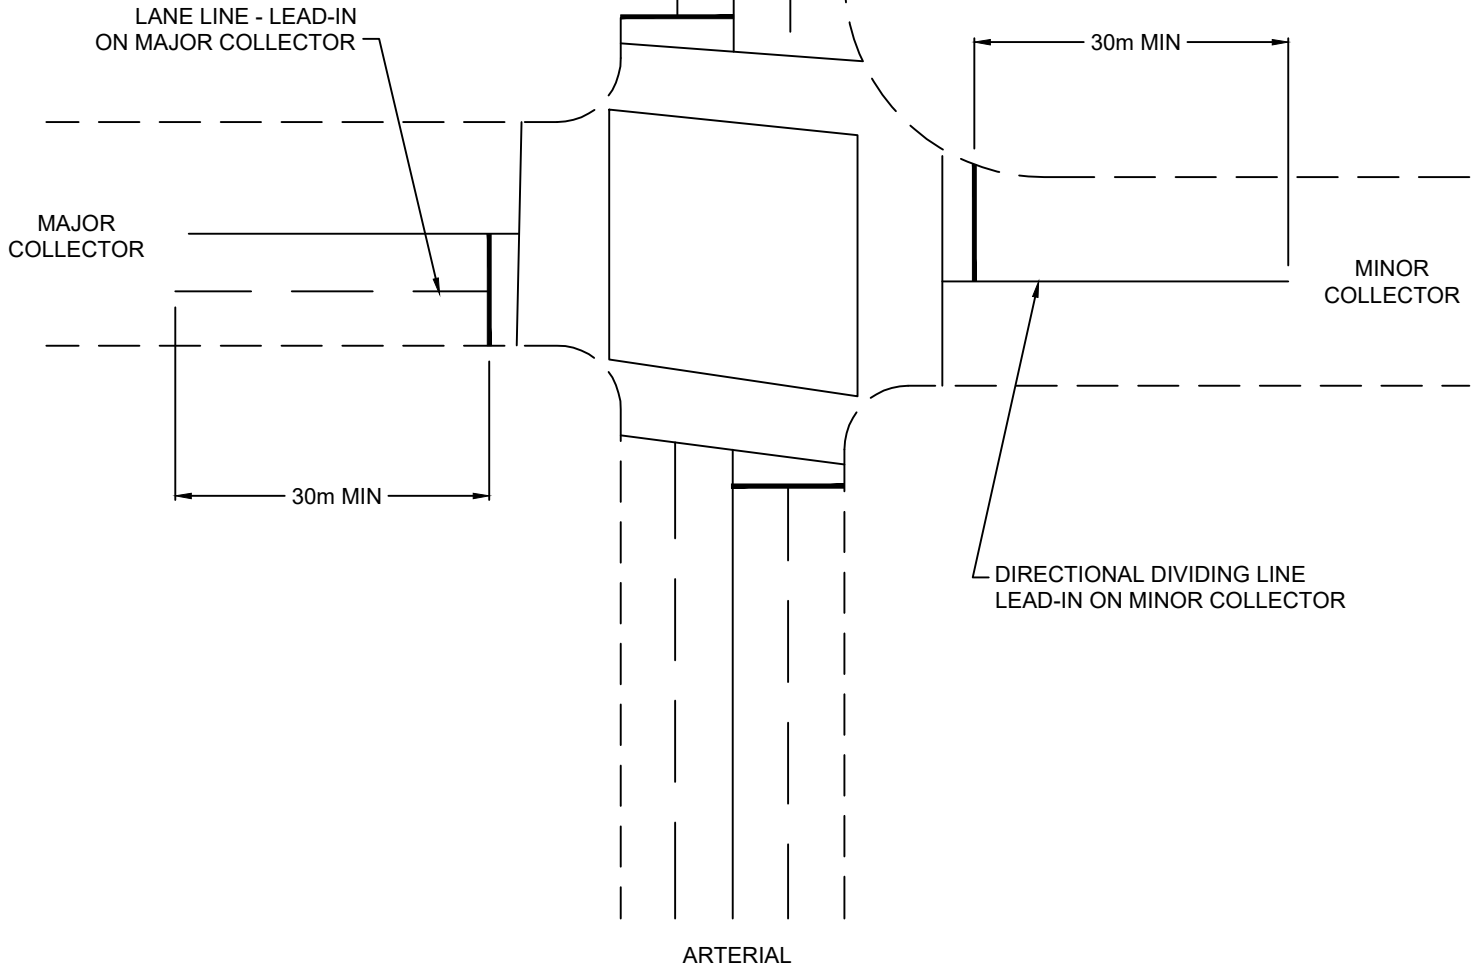 LANE LINE - LEAD-IN
ON MAJOR COLLECTOR
30m MIN
MAJOR
COLLECTOR
MINOR
COLLECTOR
30m MIN
DIRECTIONAL DIVIDING LINE
LEAD-IN ON MINOR COLLECTOR
ARTERIAL